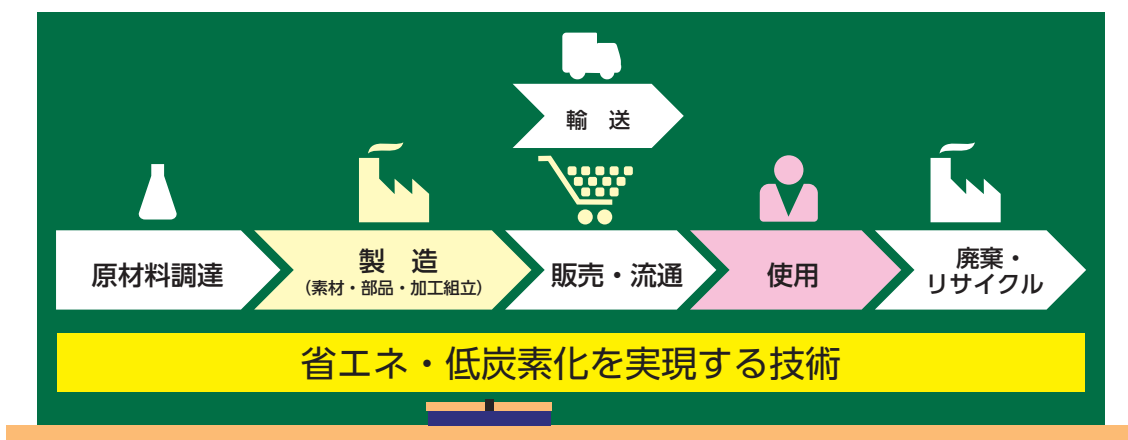 輸　送
原材料調達
製　造
(素材・部品・加工組立)
販売・流通
使用
廃棄・
リサイクル
省エネ・低炭素化を実現する技術